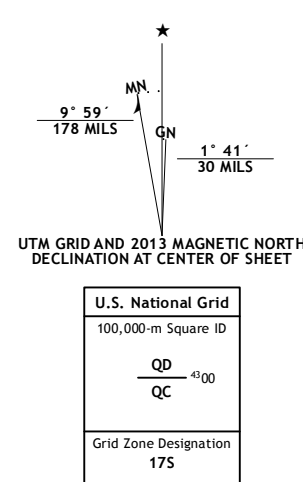 ★
MN
GN
9° 59´
178 MILS
1° 41´
30 MILS
UTM GRID AND 2013 MAGNETIC NORTH
DECLINATION AT CENTER OF SHEET
U.S. National Grid
100,000-m Square ID
QD
4300
QC
Grid Zone Designation
17S